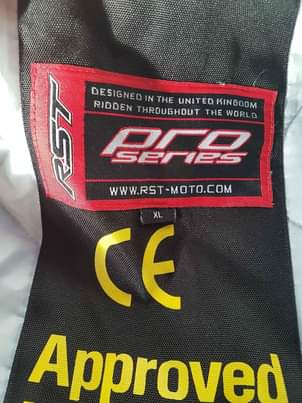 RST
DESIGNED IN THE UNITED KINGDOM
RIDDEN THROUGHOUT THE WORLD
pro
series
WWW.RST-MOTO.COM
XL
CE
Approved